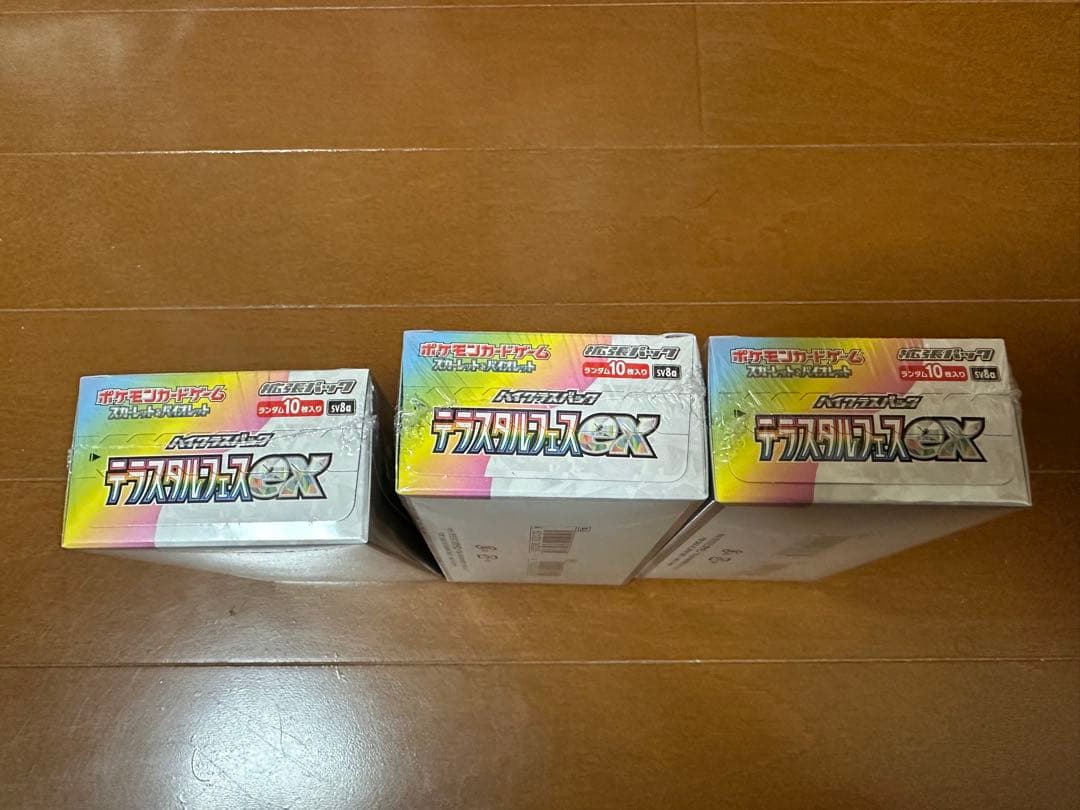 ポケモンカードゲーム
スカーレット&バイオレット
拡張パック
ランダム10枚入り
sv8a
ハイクラスパック
テラスタルフェスex
ポケモンカードゲーム
スカーレット&バイオレット
拡張パック
ランダム10枚入り
sv8a
ハイクラスパック
テラスタルフェスex
ポケモンカードゲーム
スカーレット&バイオレット
拡張パック
ランダム10枚入り
sv8a
ハイクラスパック
テラスタルフェスex